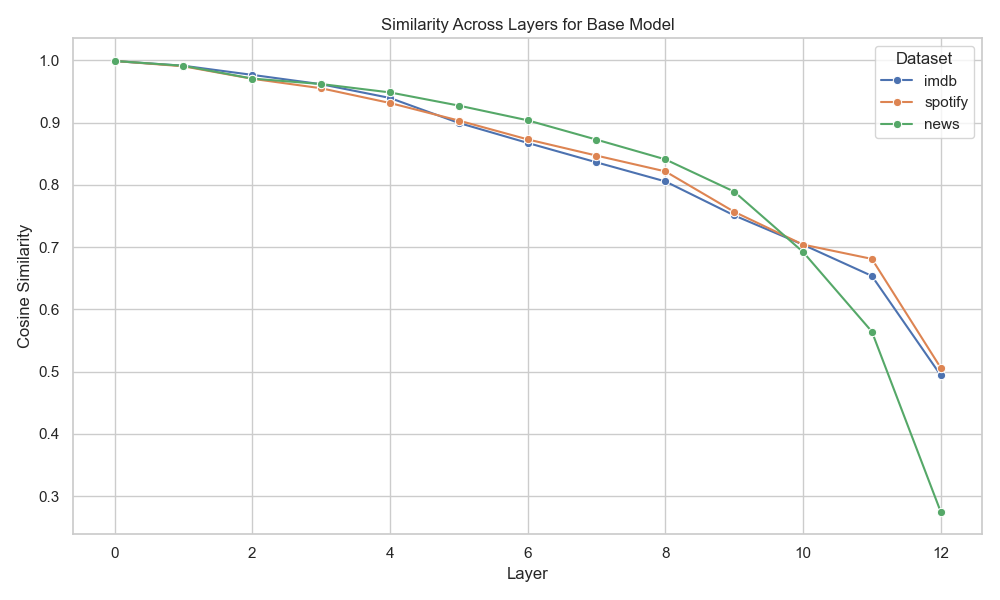 Similarity Across Layers for Base Model
Dataset
imdb
spotify
news
Cosine Similarity
1.0
0.9
0.8
0.7
0.6
0.5
0.4
0.3
0 2 4 6 8 10 12
Layer